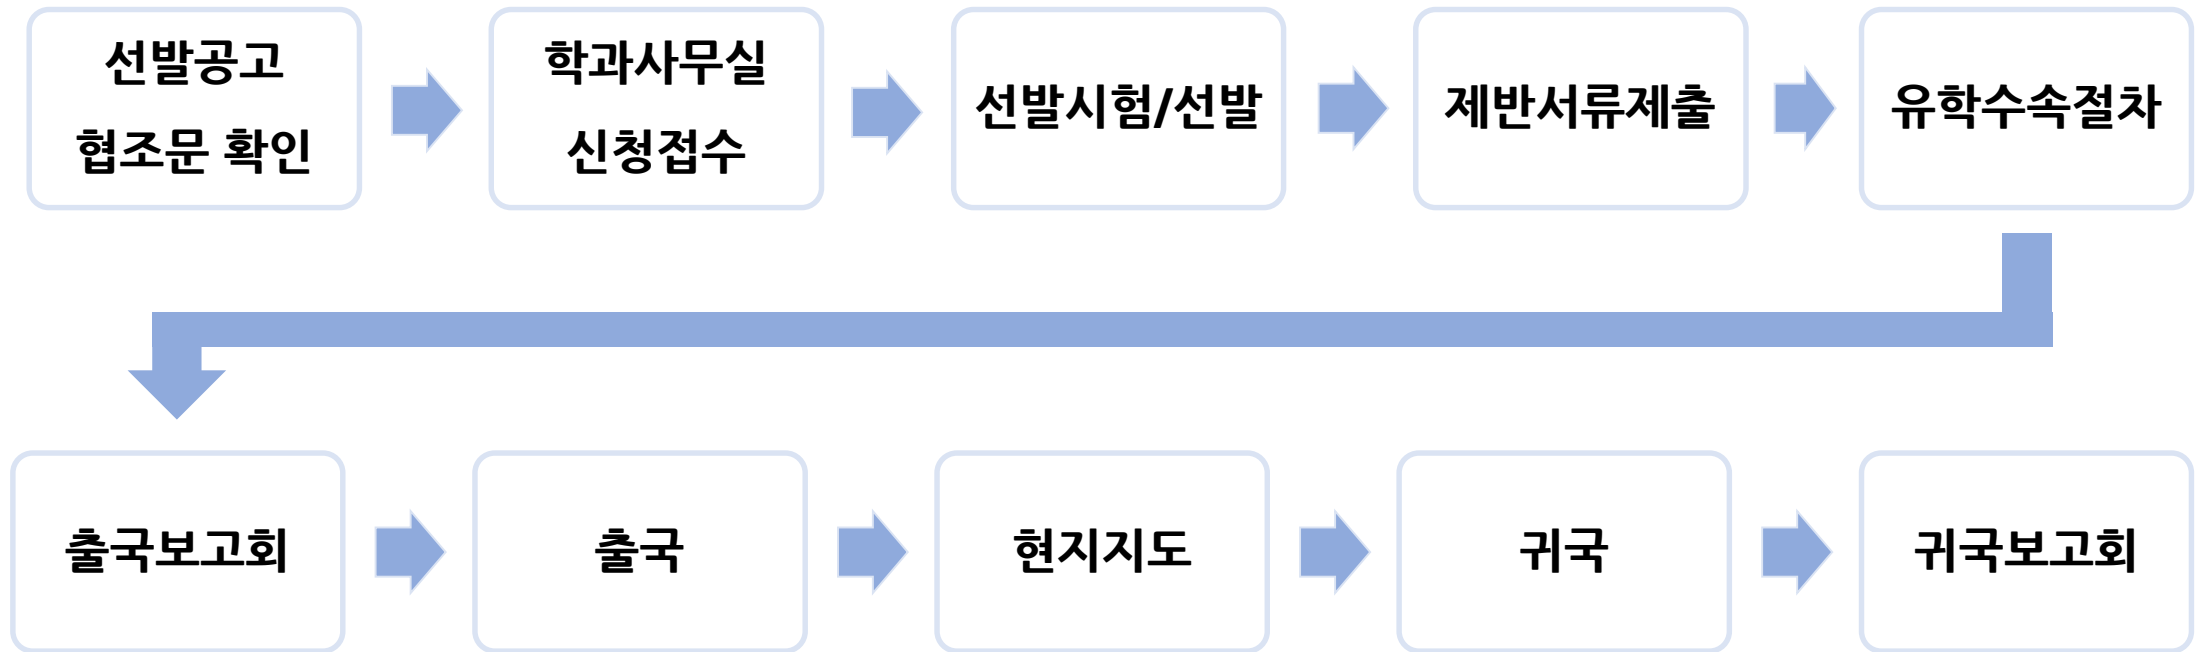 선발공고
협조문 확인
학과사무실
신청접수
선발시험/선발
제반서류제출
유학수속절차
출국보고회
출국
현지지도
귀국
귀국보고회